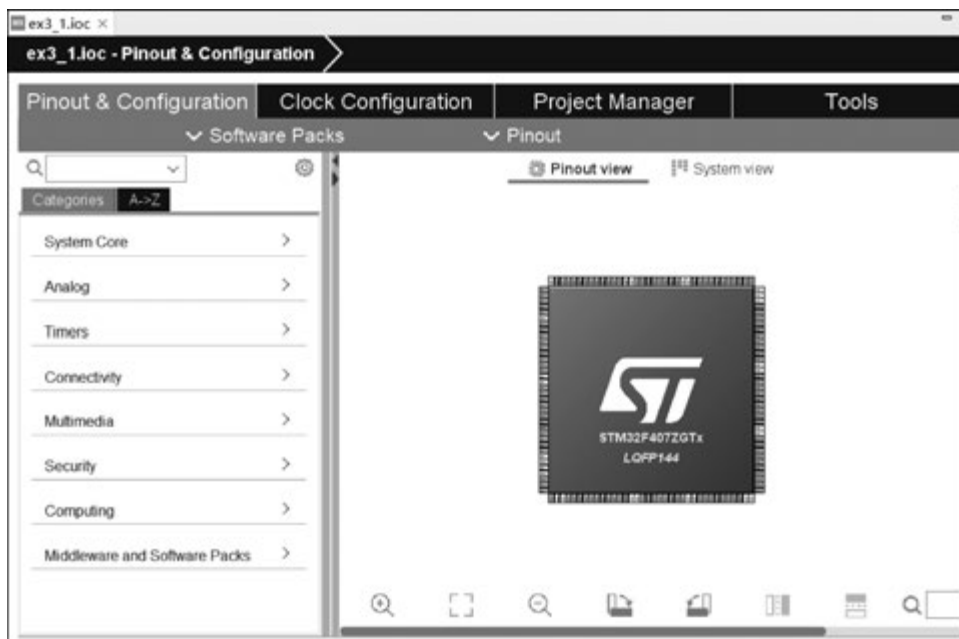 ex3_1.ioc ×
ex3_1.ioc - Pinout & Configuration
Pinout & Configuration Clock Configuration Project Manager Tools
Software Packs Pinout
Pinout view System view
Categories A->Z
System Core
Analog
Timers
Connectivity
Multimedia
Security
Computing
Middleware and Software Packs
ST
STM32F407ZGTx
LQFP144